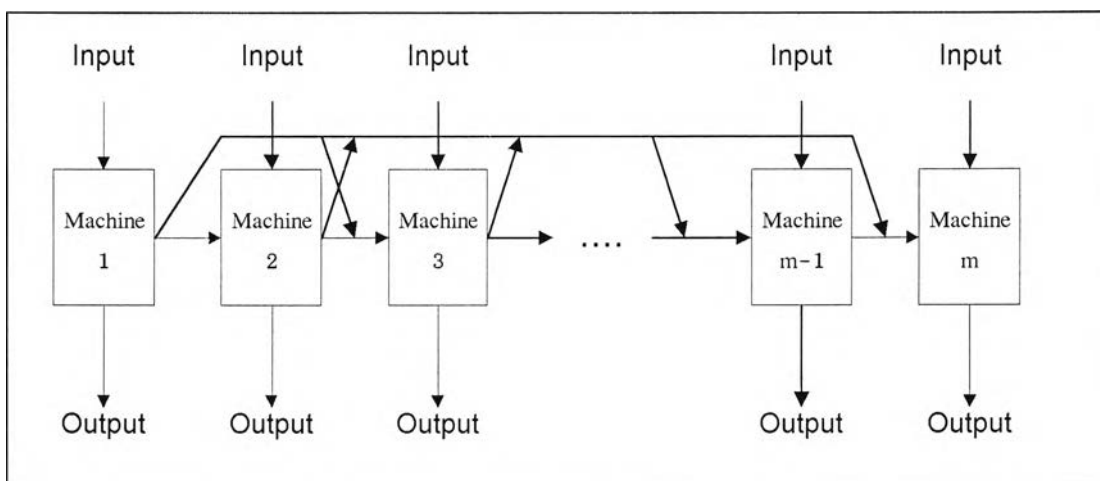 Input Input Input Input Input
Machine Machine Machine Machine Machine
1 2 3 .... m-1 m
Output Output Output Output Output